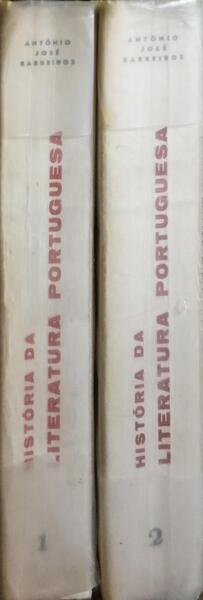 ANTÓNIO
JOSÉ
BARREIROS
HISTÓRIA DA
LITERATURA PORTUGUESA
1
ANTÓNIO
JOSÉ
BARREIROS
HISTÓRIA DA
LITERATURA PORTUGUESA
2